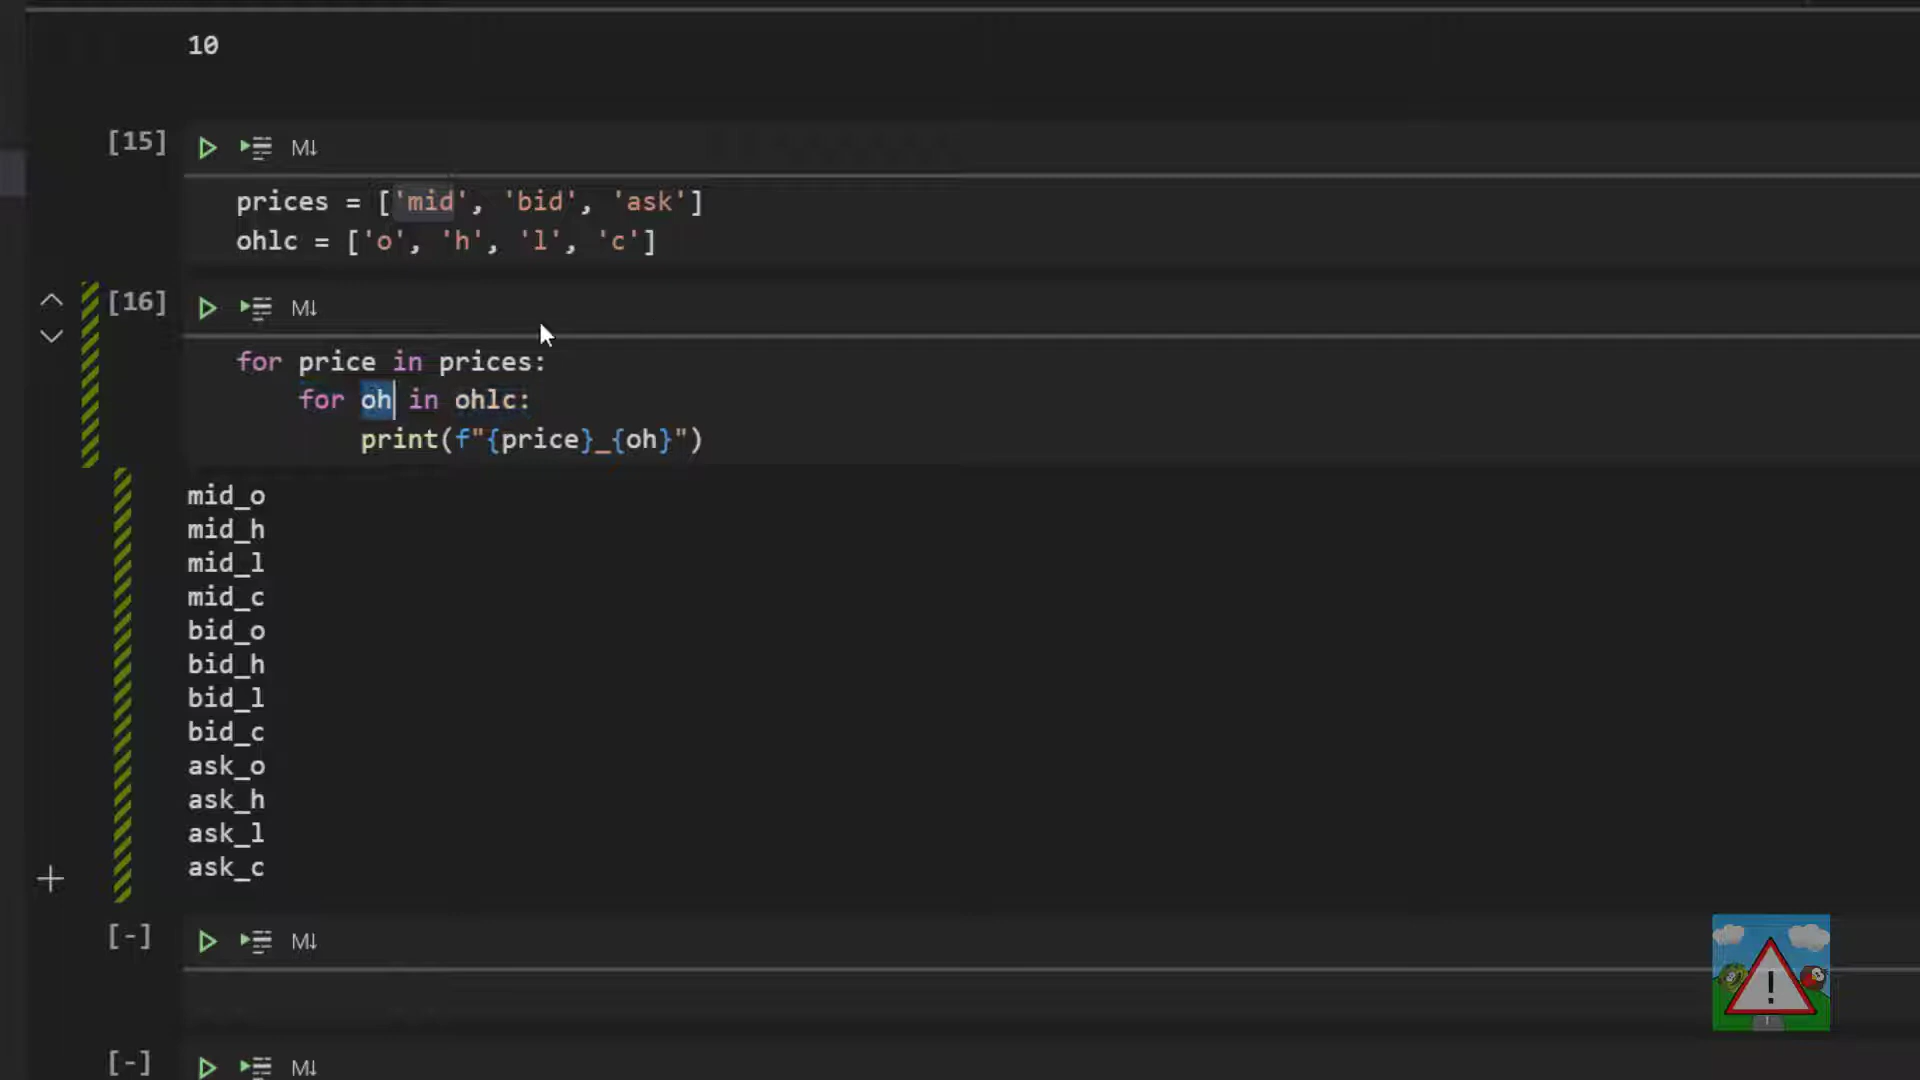 10
[15]
M↓
prices = ['mid', 'bid', 'ask']
ohlc = ['o', 'h', 'l', 'c']
[16]
M↓
for price in prices:
for oh in ohlc:
print(f"{price}_{oh}")
mid_o
mid_h
mid_l
mid_c
bid_o
bid_h
bid_l
bid_c
ask_o
ask_h
ask_l
ask_c
[-]
M↓
!
[-]
M↓